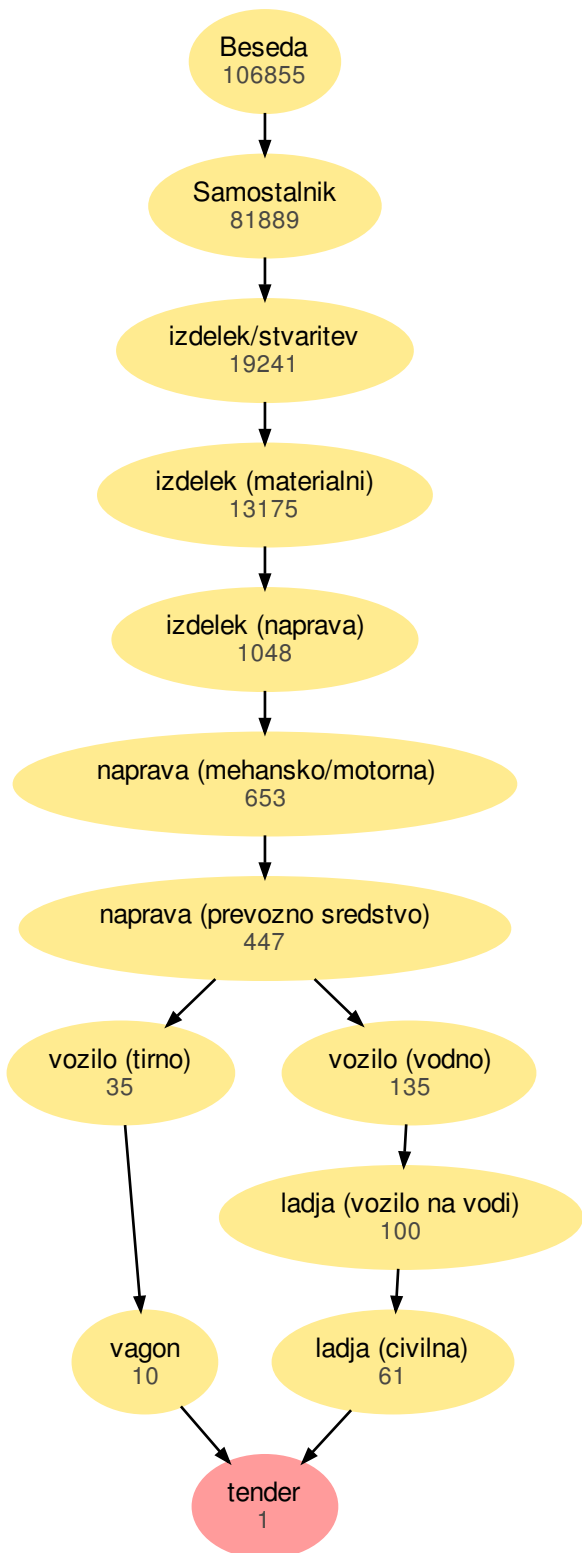 Beseda
106855
Samostalnik
81889
izdelek/stvaritev
19241
izdelek (materialni)
13175
izdelek (naprava)
1048
naprava (mehansko/motorna)
653
naprava (prevozno sredstvo)
447
vozilo (tirno)
35
vozilo (vodno)
135
ladja (vozilo na vodi)
100
vagon
10
ladja (civilna)
61
tender
1